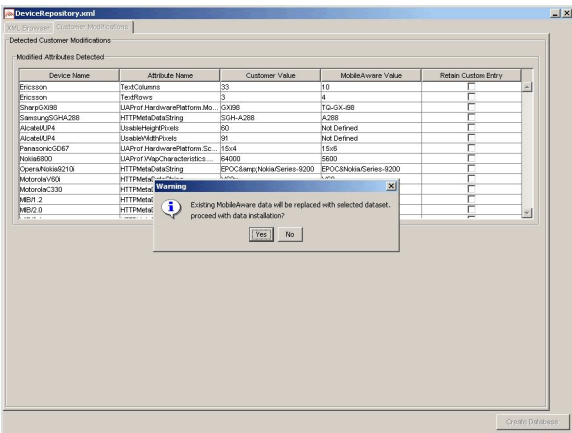 DeviceRepository.xml
XML Browser Customer Modifications
Detected Customer Modifications
Modified Attributes Detected
Device Name Attribute Name Customer Value MobileAware Value Retain Custom Entry
Ericsson TextColumns 33 10
Ericsson TextRows 3 4
SharpGXI98 UAProf.HardwarePlatform.Mo... GXI98 TQ-GX-I98
SamsungSGHA288 HTTPMetaDataString SGH-A288 A288
Alcatel/UP4 UsableHeightPixels 60 Not Defined
Alcatel/UP4 UsableWidthPixels 91 Not Defined
PanasonicGD67 UAProf.HardwarePlatform.Sc... 15x4 15x6
Nokia6800 UAProf.WapCharacteristics.... 64000 5600
Opera/Nokia9210i HTTPMetaDataString EPOC&amp;Nokia/Series-9200 EPOC&Nokia/Series-9200
MotorolaV60i HTTPMetaDataString
MotorolaC330
MIB/1.2
MIB/2.0
Warning
Existing MobileAware data will be replaced with selected dataset.
proceed with data installation?
Yes No
Create Database